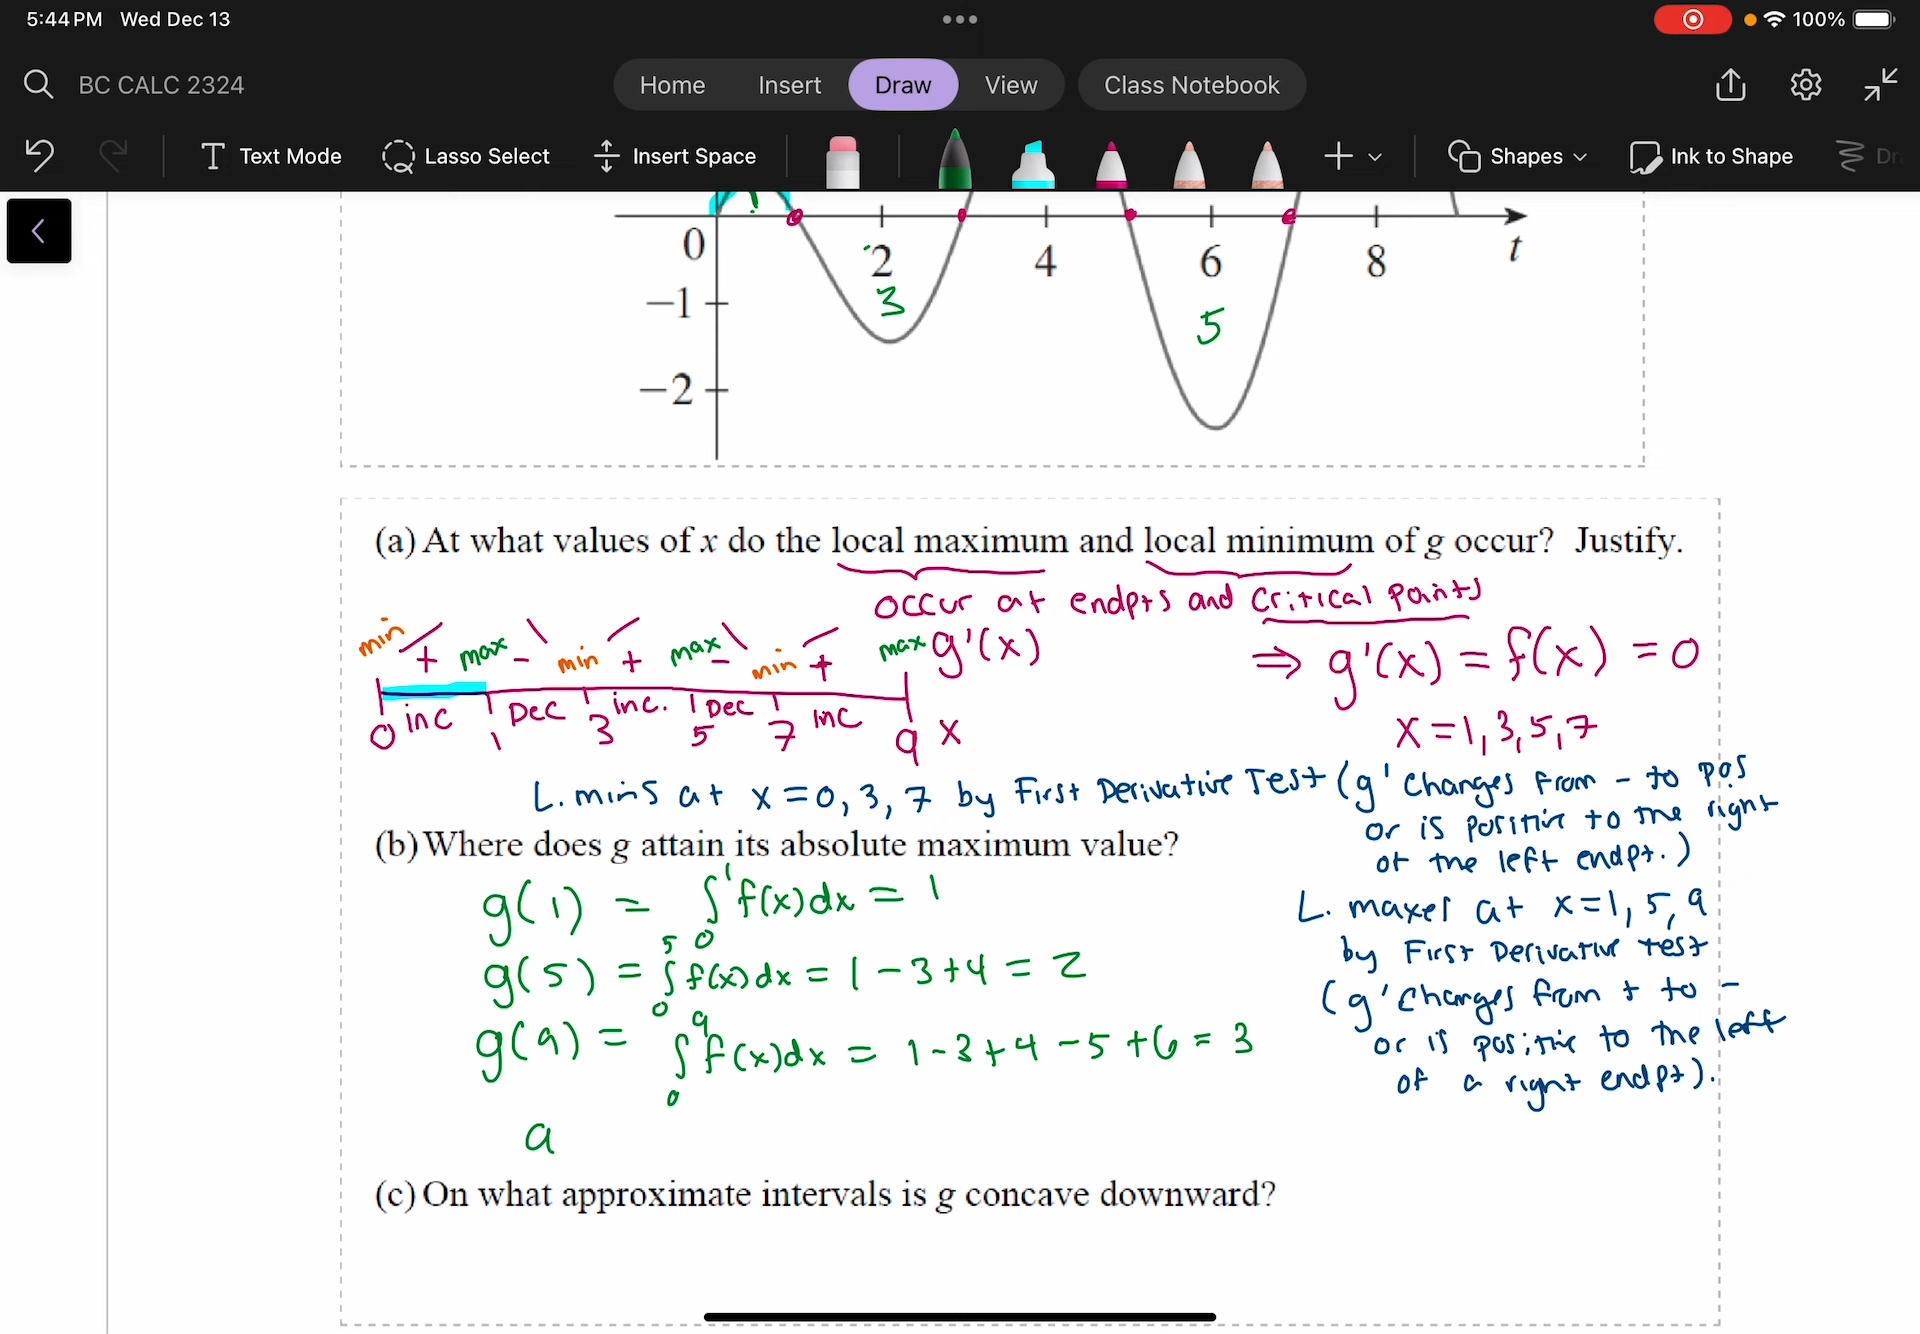 5:44 PM Wed Dec 13
100%
BC CALC 2324
Home Insert Draw View Class Notebook
Text Mode Lasso Select Insert Space Shapes Ink to Shape Dr
0 2 4 6 8 t
3
5
−1
−2
(a) At what values of x do the local maximum and local minimum of g occur? Justify.
occur at endpts and critical points
min + max − min + max − min + max g'(x)
⇒ g'(x) = f(x) = 0
inc Dec inc. Dec inc
0 1 3 5 7 9 x
x = 1, 3, 5, 7
L. mins at x = 0, 3, 7 by First Derivative Test (g' changes from − to pos
or is positive to the right
of the left endpt.)
(b) Where does g attain its absolute maximum value?
g(1) = ∫₀¹ f(x)dx = 1
g(5) = ∫₀⁵ f(x)dx = 1 − 3 + 4 = 2
g(9) = ∫₀⁹ f(x)dx = 1 − 3 + 4 − 5 + 6 = 3
a
L. maxes at x = 1, 5, 9
by First Derivative test
(g' changes from + to −
or is positive to the left
of a right endpt).
(c) On what approximate intervals is g concave downward?